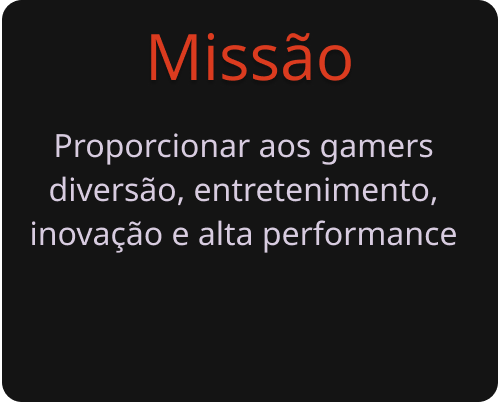 Missão
Proporcionar aos gamers
diversão, entretenimento,
inovação e alta performance